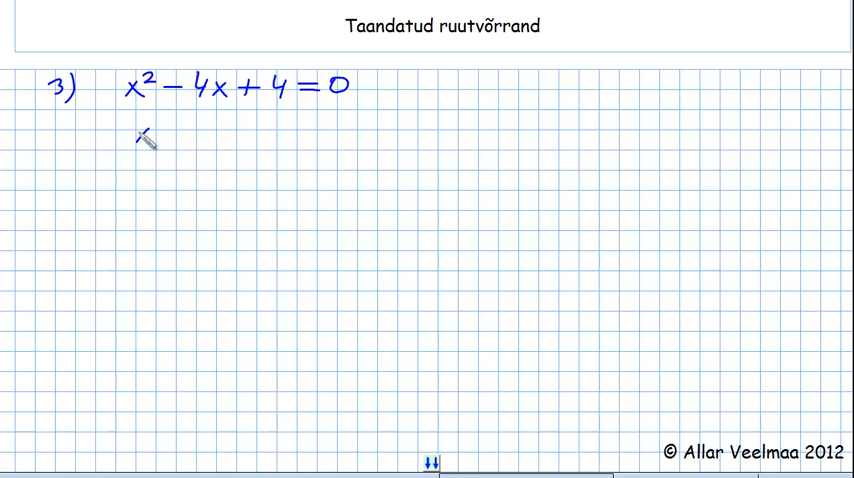 Taandatud ruutvõrrand
3) x² - 4x + 4 = 0
© Allar Veelmaa 2012